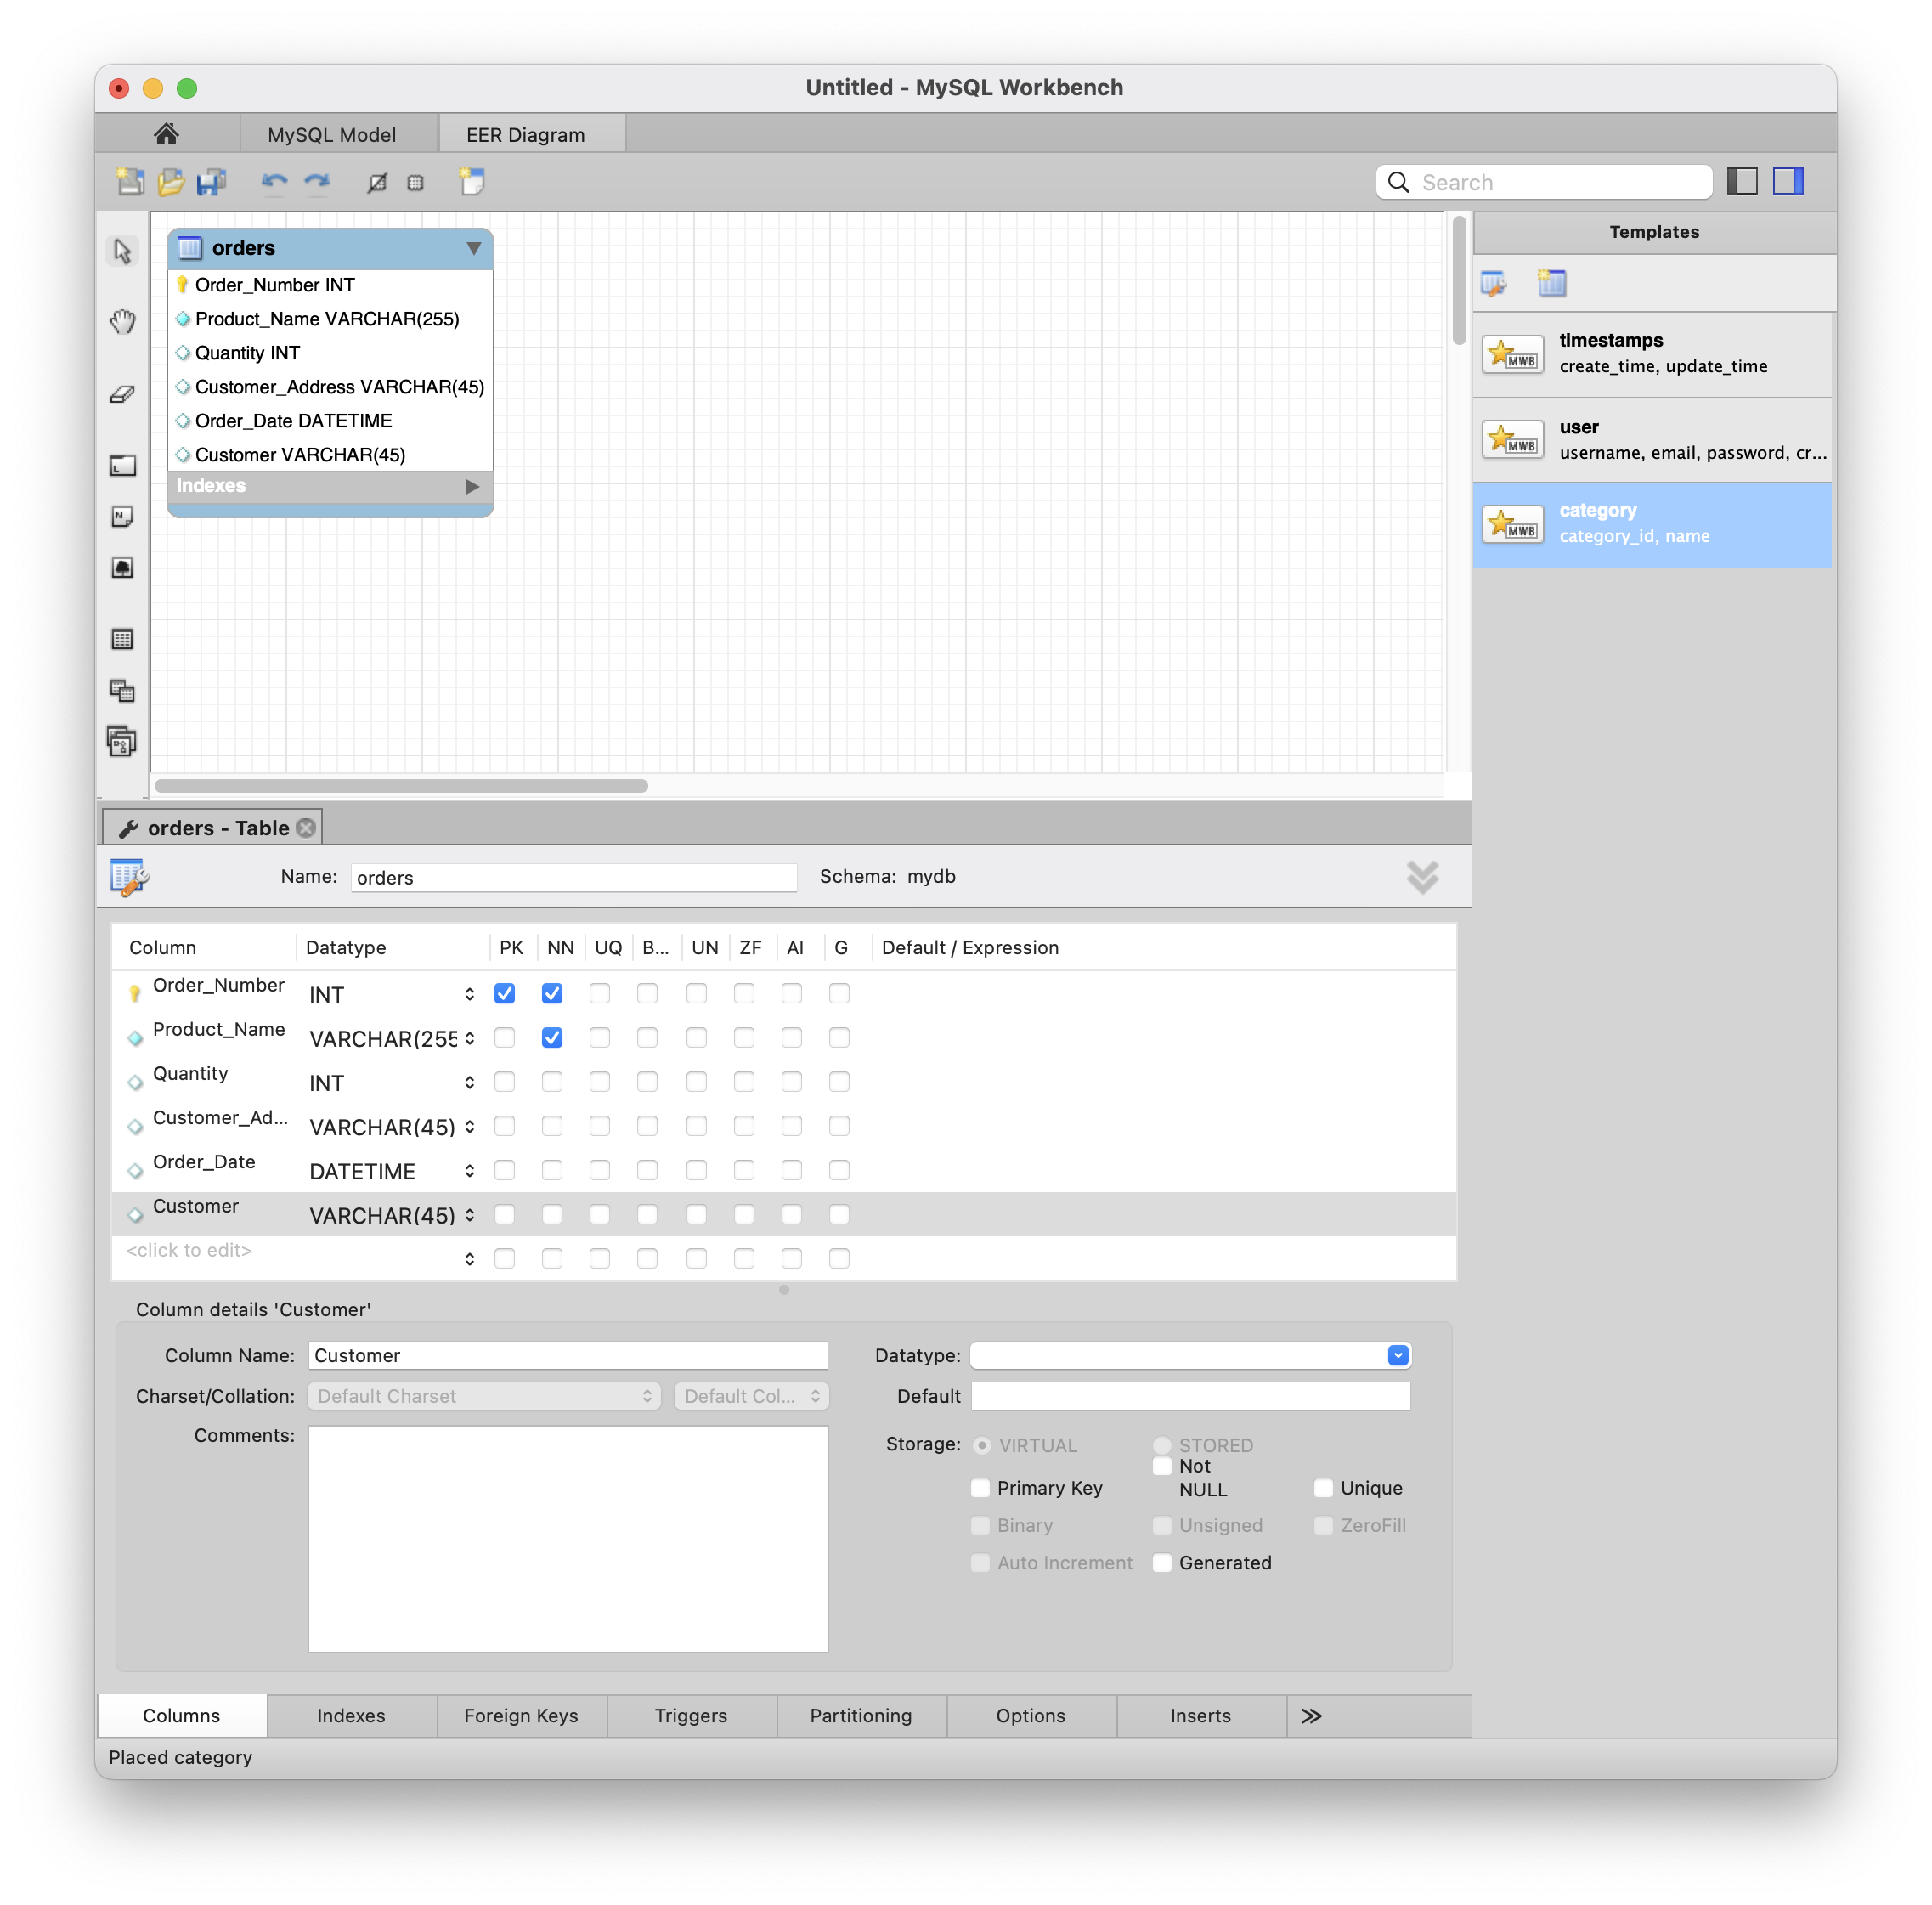 Untitled - MySQL Workbench
MySQL Model
EER Diagram
Search
orders
Order_Number INT
Product_Name VARCHAR(255)
Quantity INT
Customer_Address VARCHAR(45)
Order_Date DATETIME
Customer VARCHAR(45)
Indexes
Templates
MWB
timestamps
create_time, update_time
MWB
user
username, email, password, cr...
MWB
category
category_id, name
orders - Table
Name: orders
Schema: mydb
Column Datatype PK NN UQ B... UN ZF AI G Default / Expression
Order_Number INT
Product_Name VARCHAR(255
Quantity INT
Customer_Ad... VARCHAR(45)
Order_Date DATETIME
Customer VARCHAR(45)
<click to edit>
Column details 'Customer'
Column Name: Customer
Datatype:
Charset/Collation: Default Charset Default Col...
Default
Comments:
Storage: VIRTUAL STORED
Primary Key Not NULL Unique
Binary Unsigned ZeroFill
Auto Increment Generated
Columns Indexes Foreign Keys Triggers Partitioning Options Inserts
Placed category